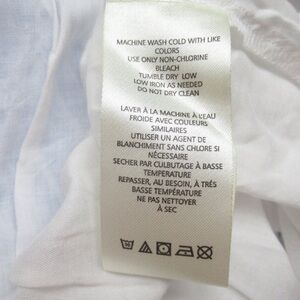 MACHINE WASH COLD WITH LIKE
COLORS
USE ONLY NON-CHLORINE
BLEACH
TUMBLE DRY LOW
LOW IRON AS NEEDED
DO NOT DRY CLEAN
LAVER À LA MACHINE À L'EAU
FROIDE AVEC COULEURS
SIMILAIRES
UTILISER UN AGENT DE
BLANCHIMENT SANS CHLORE SI
NÉCESSAIRE
SECHER PAR CULBUTAGE À BASSE
TEMPERATURE
REPASSER, AU BESOIN, À TRÉS
BASSE TEMPÉRATURE
NE PAS NETTOYER
À SEC